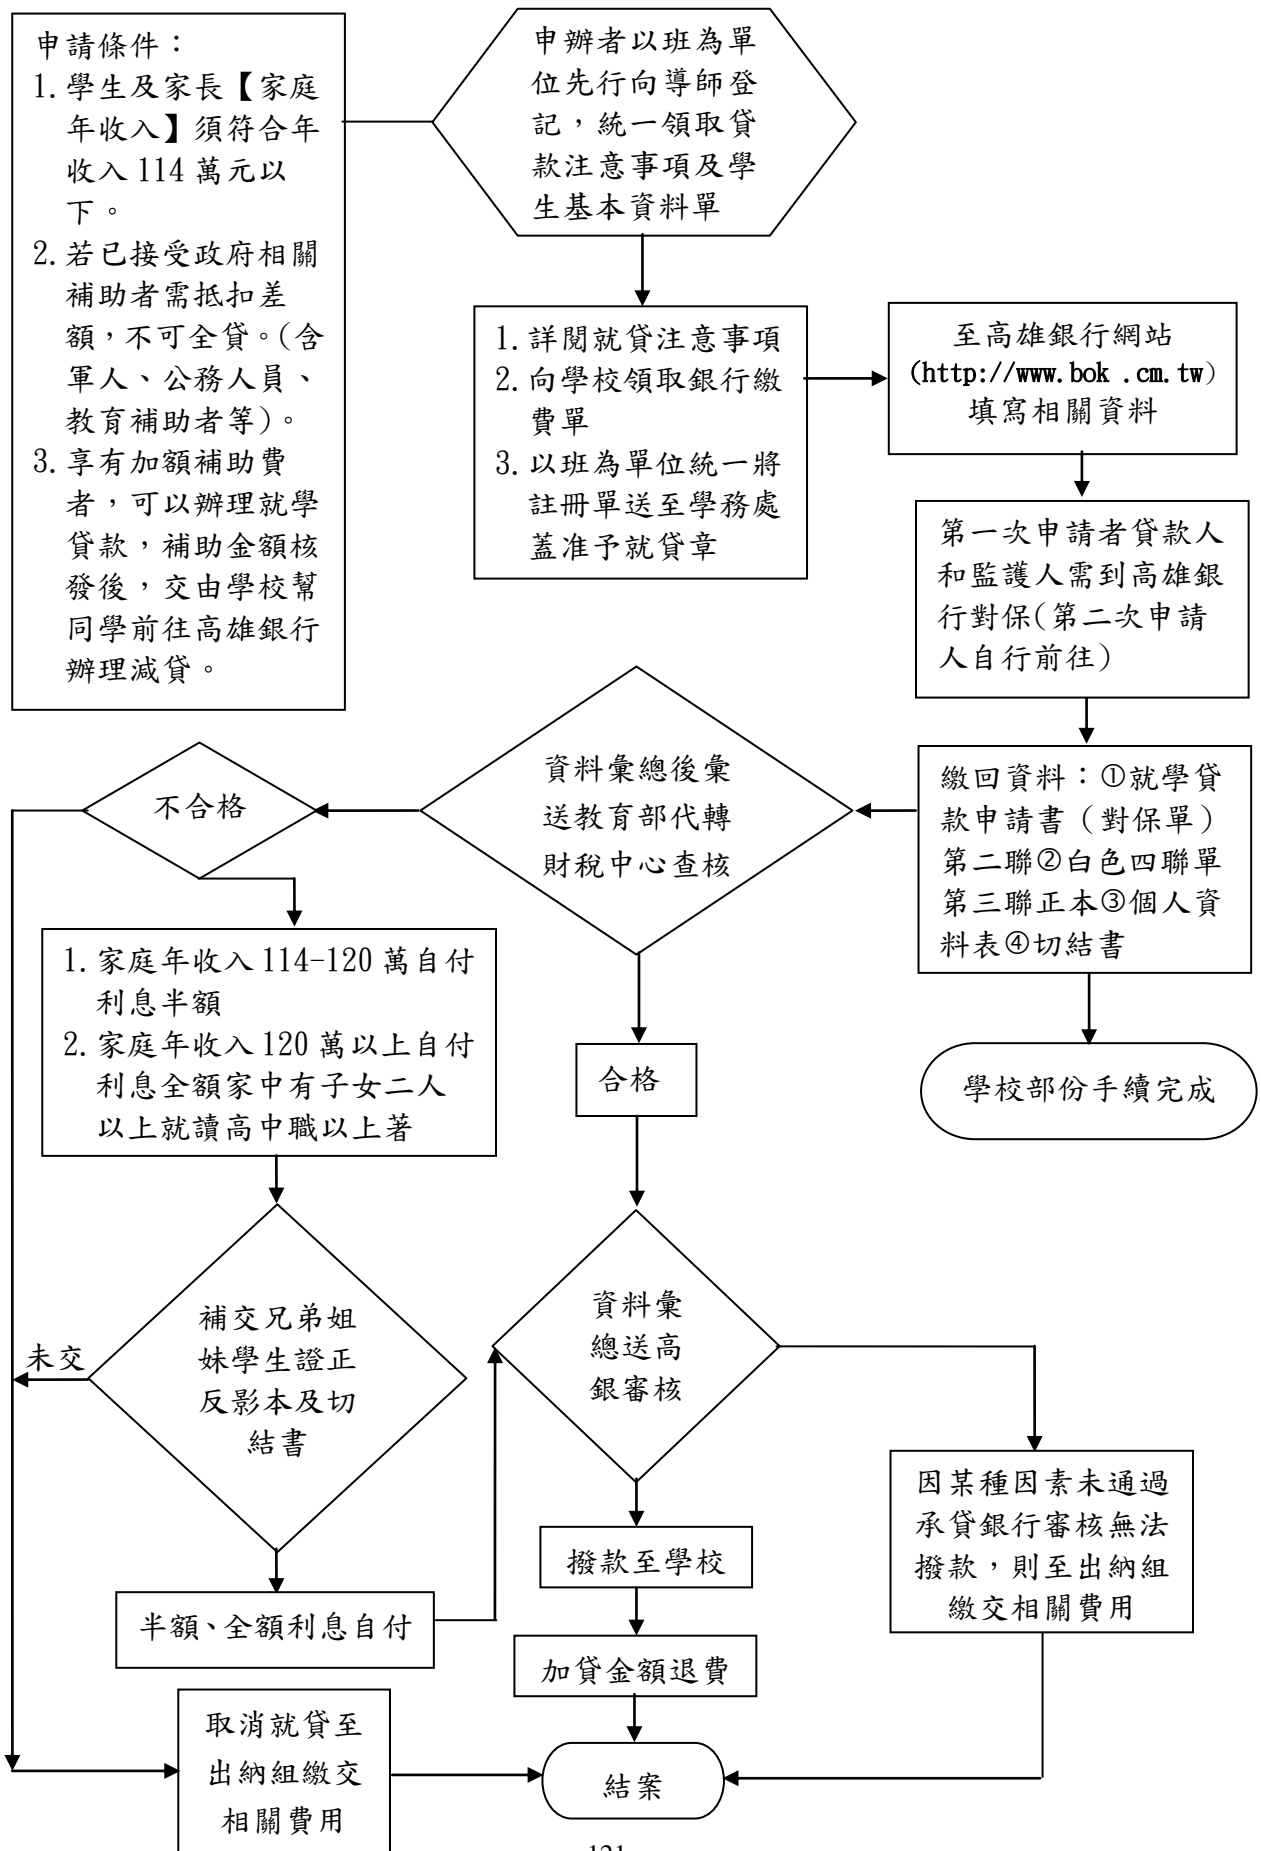 申請條件：
1.學生及家長【家庭
年收入】須符合年
收入114萬元以
下。
2.若已接受政府相關
補助者需抵扣差
額，不可全貸。(含
軍人、公務人員、
教育補助者等)。
3.享有加額補助費
者，可以辦理就學
貸款，補助金額核
發後，交由學校幫
同學前往高雄銀行
辦理減貸。
申辦者以班為單
位先行向導師登
記，統一領取貸
款注意事項及學
生基本資料單
1.詳閱就貸注意事項
2.向學校領取銀行繳
費單
3.以班為單位統一將
註冊單送至學務處
蓋准予就貸章
至高雄銀行網站
(http://www.bok .cm.tw)
填寫相關資料
第一次申請者貸款人
和監護人需到高雄銀
行對保(第二次申請
人自行前往)
繳回資料：①就學貸
款申請書（對保單）
第二聯②白色四聯單
第三聯正本③個人資
料表④切結書
學校部份手續完成
資料彙總後彙
送教育部代轉
財稅中心查核
不合格
1.家庭年收入114-120萬自付
利息半額
2.家庭年收入120萬以上自付
利息全額家中有子女二人
以上就讀高中職以上著
合格
補交兄弟姐
妹學生證正
反影本及切
結書
未交
資料彙
總送高
銀審核
半額、全額利息自付
撥款至學校
加貸金額退費
因某種因素未通過
承貸銀行審核無法
撥款，則至出納組
繳交相關費用
取消就貸至
出納組繳交
相關費用
結案